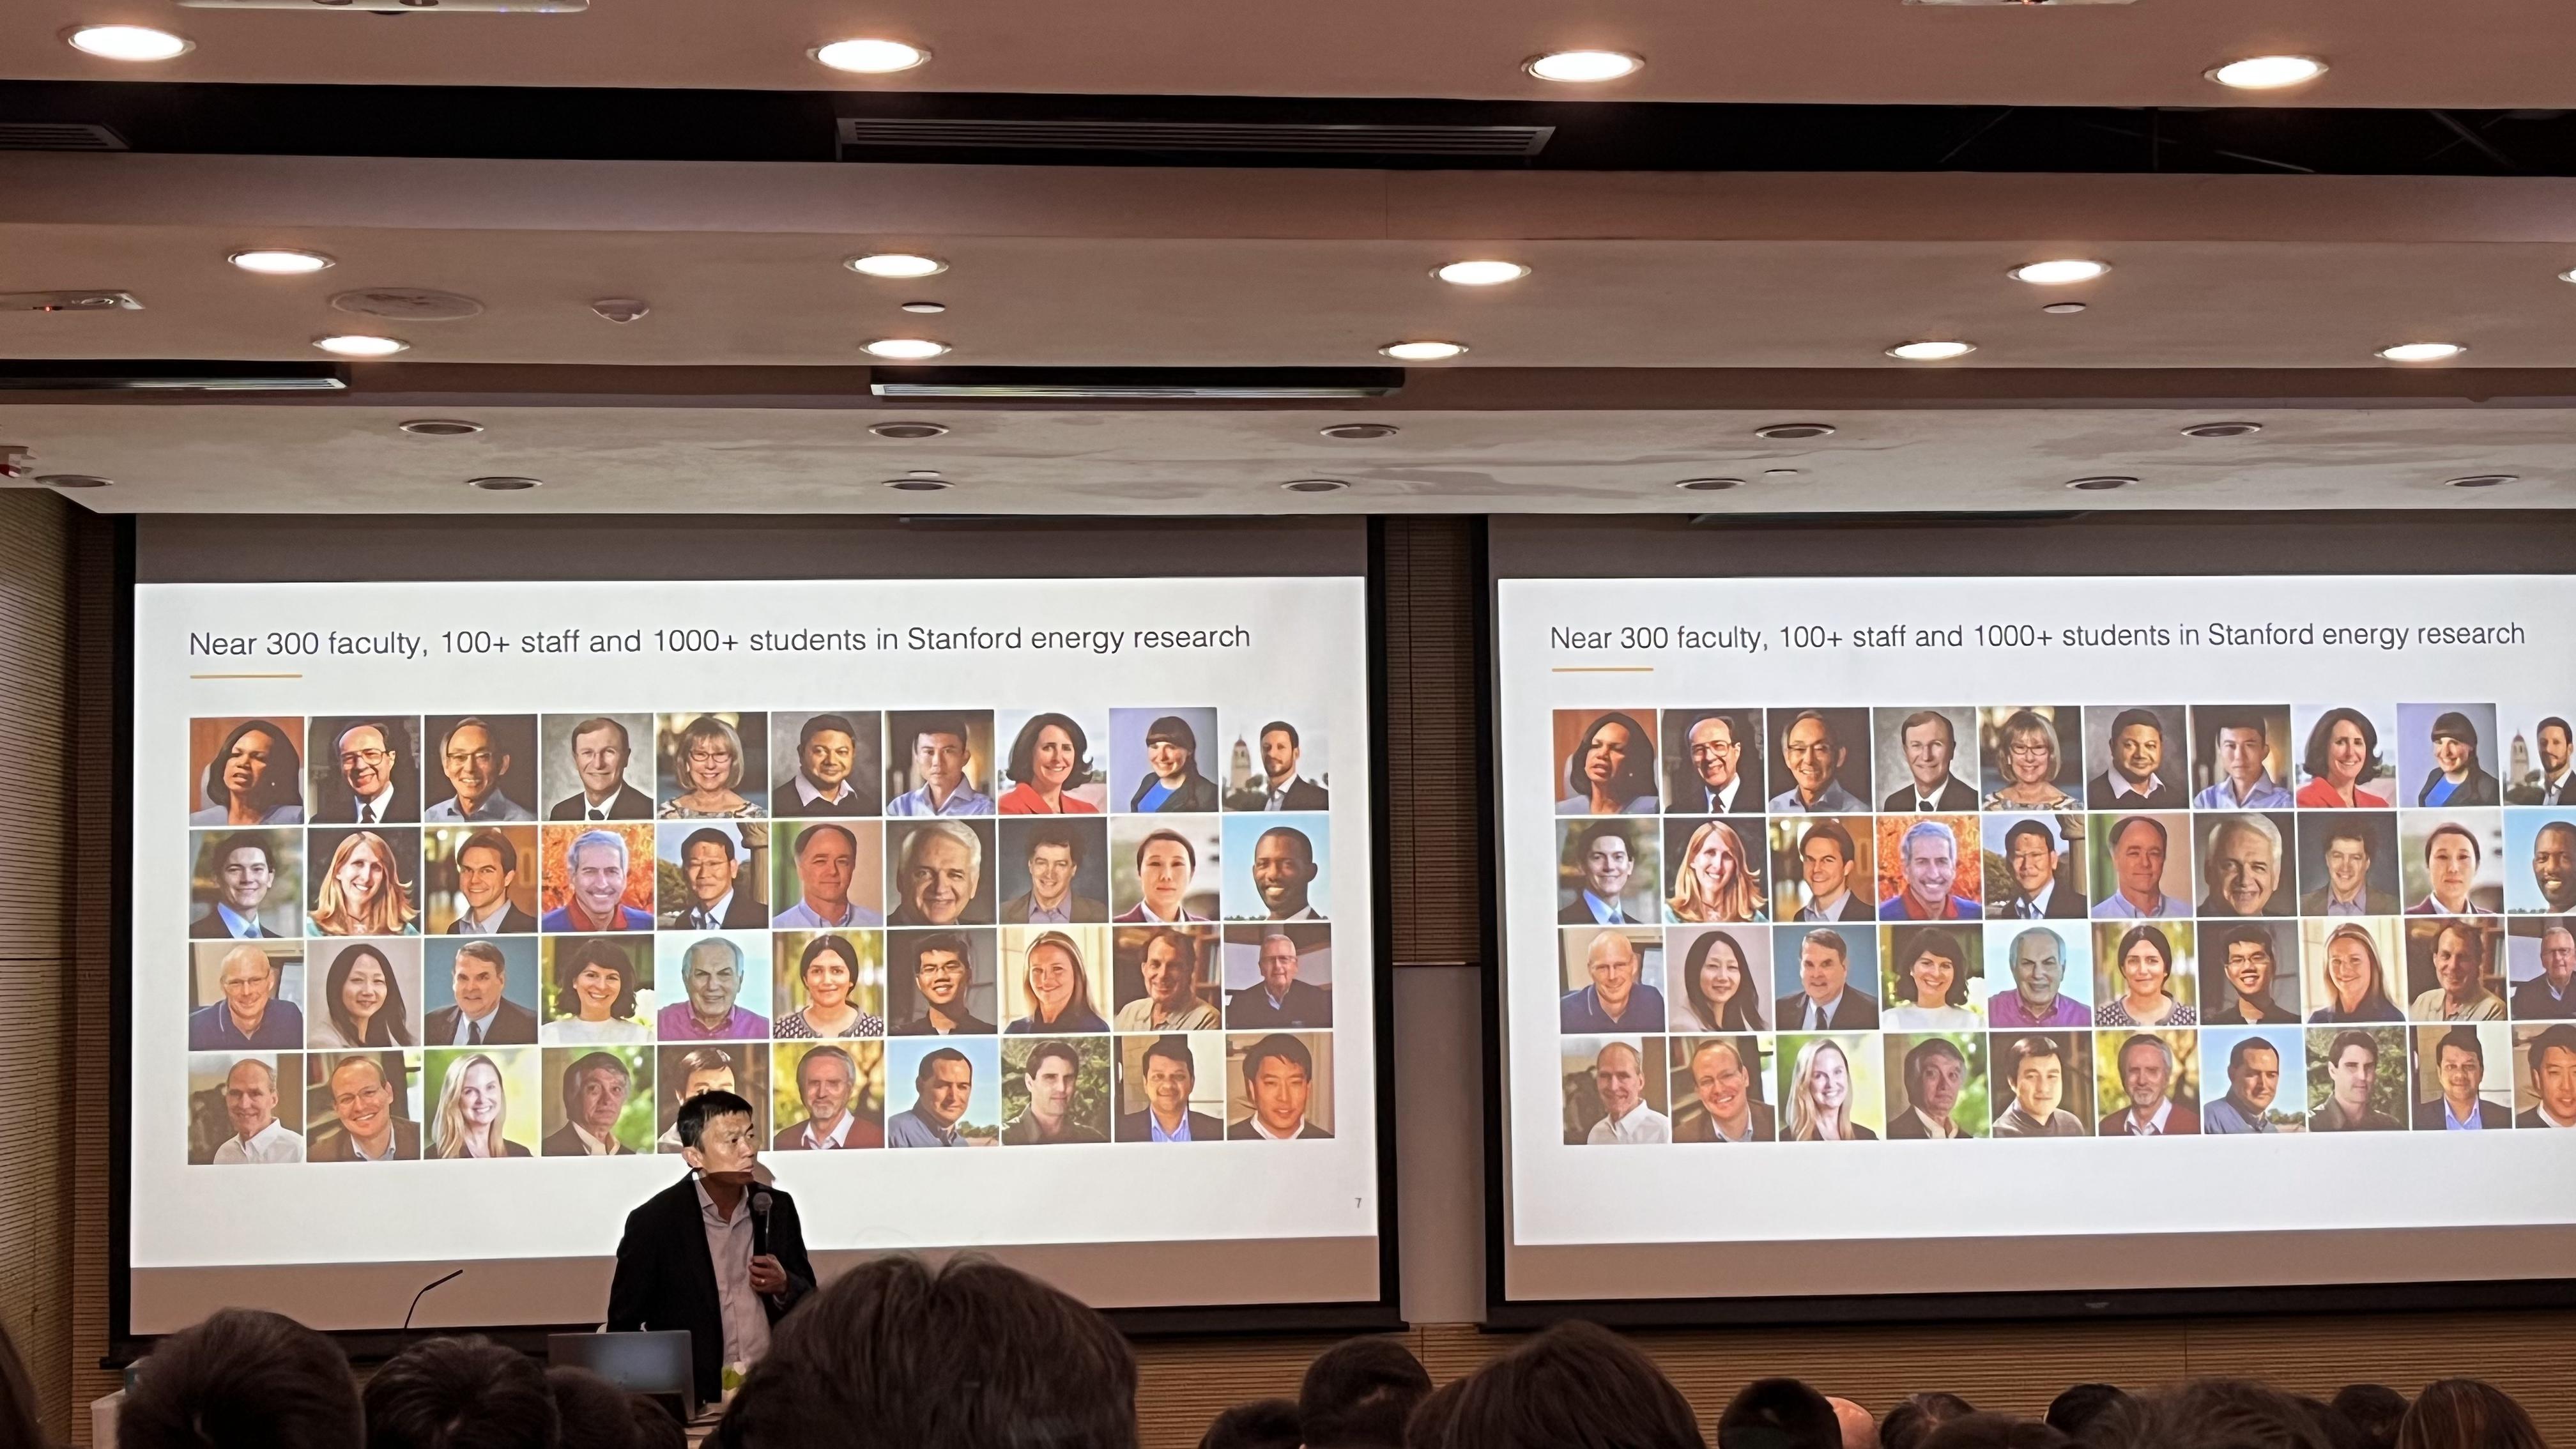 Near 300 faculty, 100+ staff and 1000+ students in Stanford energy research
7
Near 300 faculty, 100+ staff and 1000+ students in Stanford energy research